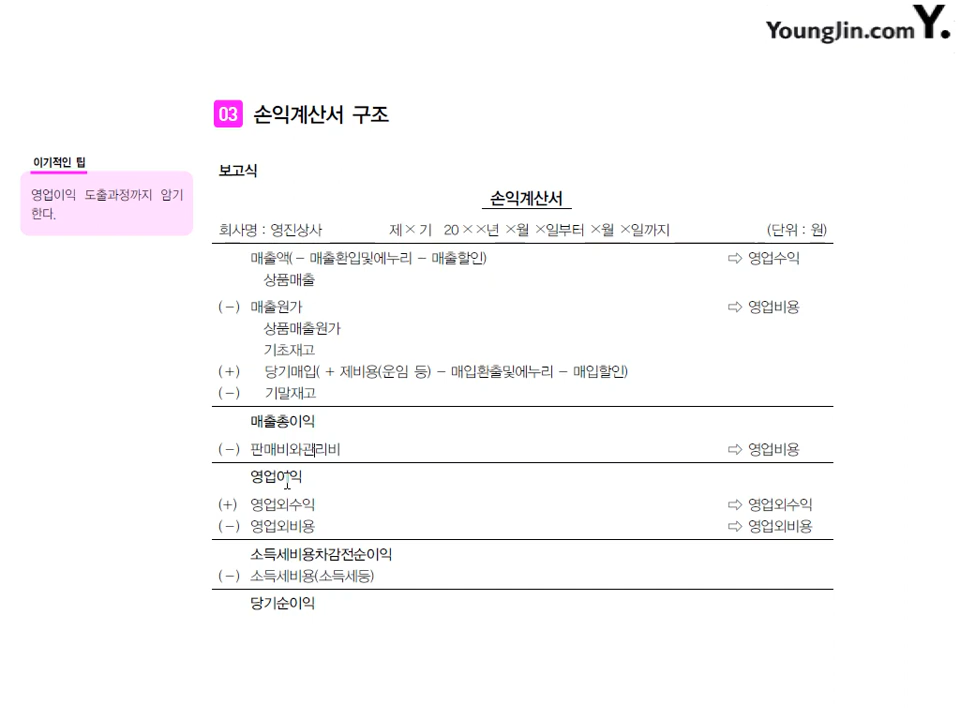 YoungJin.com Y.
03 손익계산서 구조
이기적인 팁
영업이익 도출과정까지 암기
한다.
보고식
손익계산서
회사명 : 영진상사 제×기 20××년 ×월 ×일부터 ×월 ×일까지 (단위 : 원)
매출액(− 매출환입및에누리 − 매출할인) ⇨ 영업수익
상품매출
(−) 매출원가 ⇨ 영업비용
상품매출원가
기초재고
(+) 당기매입( + 제비용(운임 등) − 매입환출및에누리 − 매입할인)
(−) 기말재고
매출총이익
(−) 판매비와관리비 ⇨ 영업비용
영업이익
(+) 영업외수익 ⇨ 영업외수익
(−) 영업외비용 ⇨ 영업외비용
소득세비용차감전순이익
(−) 소득세비용(소득세등)
당기순이익